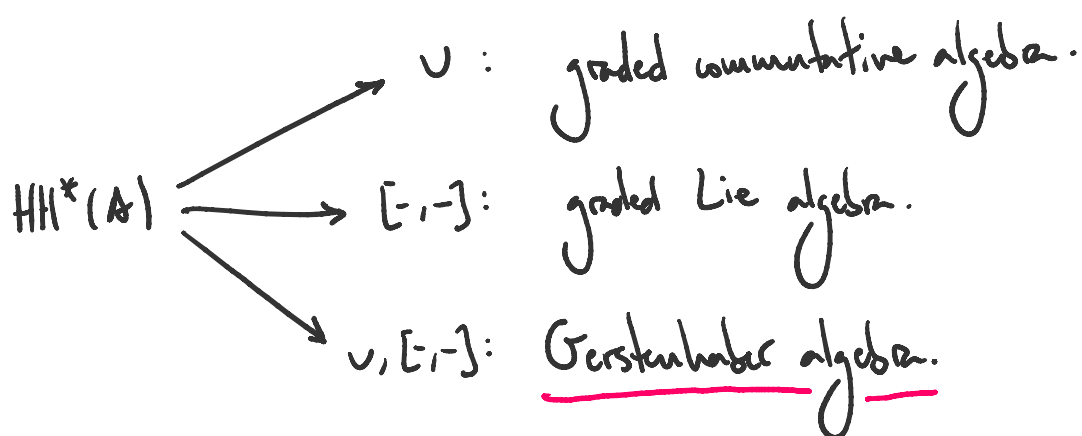 ∪ : graded commutative algebra.
HH*(A) [-,-]: graded Lie algebra.
∪, [-,-]: Gerstenhaber algebra.